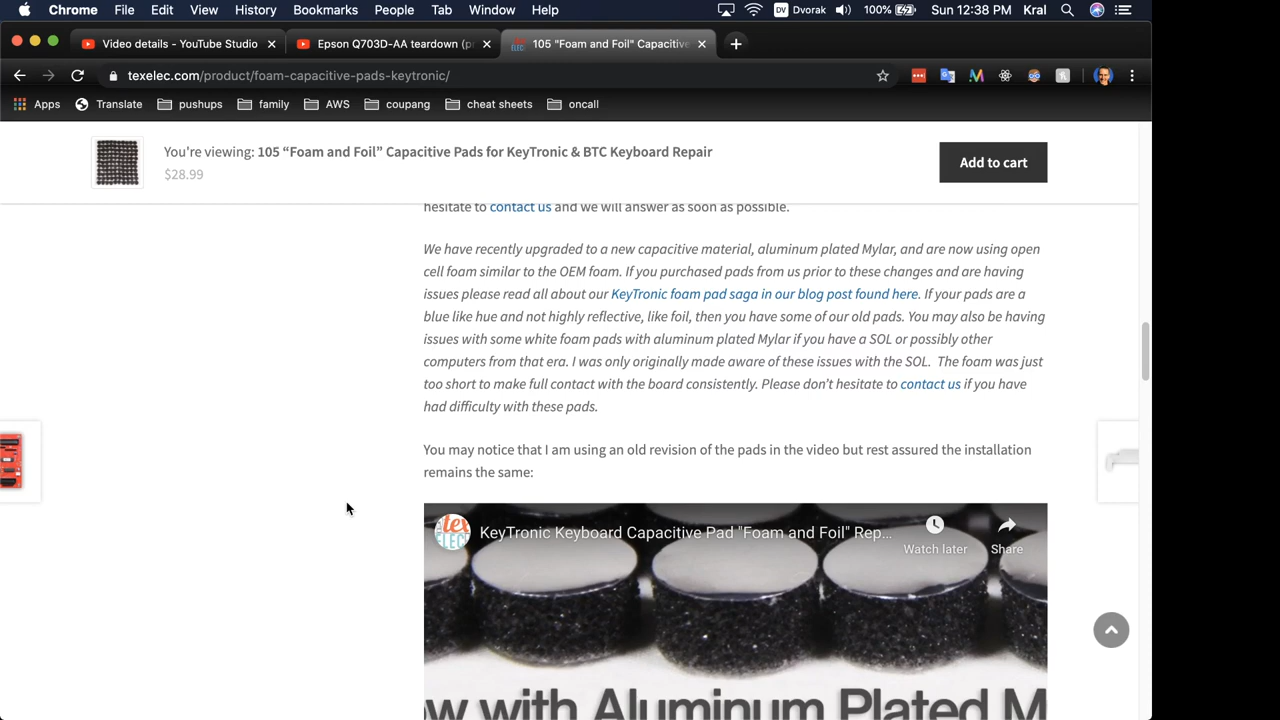 Chrome File Edit View History Bookmarks People Tab Window Help DV Dvorak 100% Sun 12:38 PM Kral
Video details - YouTube Studio Epson Q703D-AA teardown (p 105 "Foam and Foil" Capacitive
texelec.com/product/foam-capacitive-pads-keytronic/
Apps Translate pushups family AWS coupang cheat sheets oncall
You're viewing: 105 “Foam and Foil” Capacitive Pads for KeyTronic & BTC Keyboard Repair
$28.99
Add to cart
hesitate to contact us and we will answer as soon as possible.
We have recently upgraded to a new capacitive material, aluminum plated Mylar, and are now using open
cell foam similar to the OEM foam. If you purchased pads from us prior to these changes and are having
issues please read all about our KeyTronic foam pad saga in our blog post found here. If your pads are a
blue like hue and not highly reflective, like foil, then you have some of our old pads. You may also be having
issues with some white foam pads with aluminum plated Mylar if you have a SOL or possibly other
computers from that era. I was only originally made aware of these issues with the SOL.  The foam was just
too short to make full contact with the board consistently. Please don’t hesitate to contact us if you have
had difficulty with these pads.
You may notice that I am using an old revision of the pads in the video but rest assured the installation
remains the same:
KeyTronic Keyboard Capacitive Pad "Foam and Foil" Rep...
Watch later Share
w with Aluminum Plated M